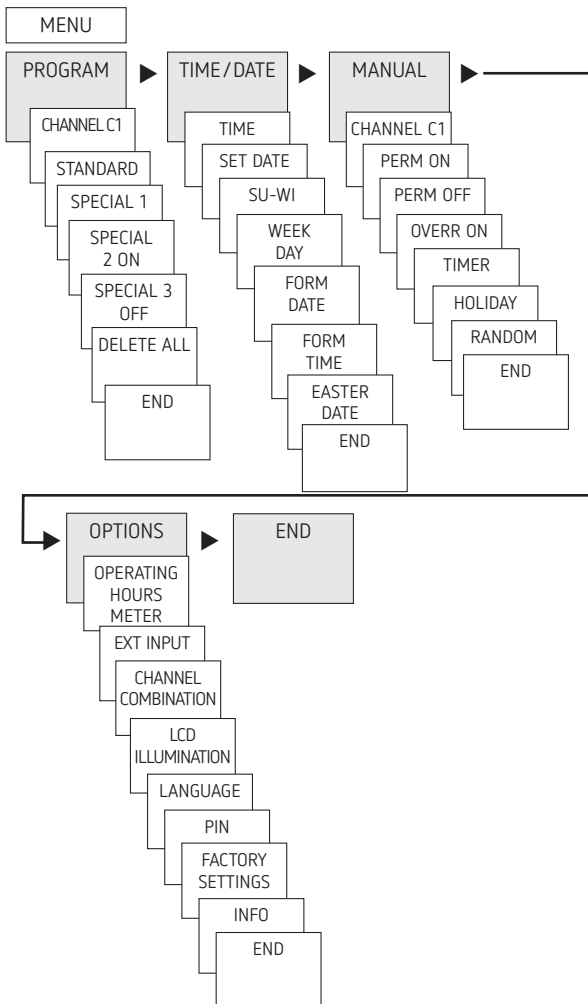 MENU
PROGRAM
CHANNEL C1
STANDARD
SPECIAL 1
SPECIAL
2 ON
SPECIAL 3
OFF
DELETE ALL
END
TIME/DATE
TIME
SET DATE
SU-WI
WEEK
DAY
FORM
DATE
FORM
TIME
EASTER
DATE
END
MANUAL
CHANNEL C1
PERM ON
PERM OFF
OVERR ON
TIMER
HOLIDAY
RANDOM
END
OPTIONS
OPERATING
HOURS
METER
EXT INPUT
CHANNEL
COMBINATION
LCD
ILLUMINATION
LANGUAGE
PIN
FACTORY
SETTINGS
INFO
END
END